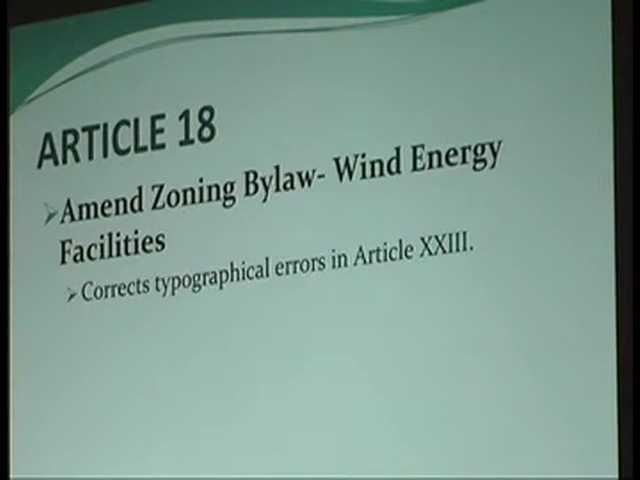 ARTICLE 18
Amend Zoning Bylaw- Wind Energy
Facilities
Corrects typographical errors in Article XXIII.